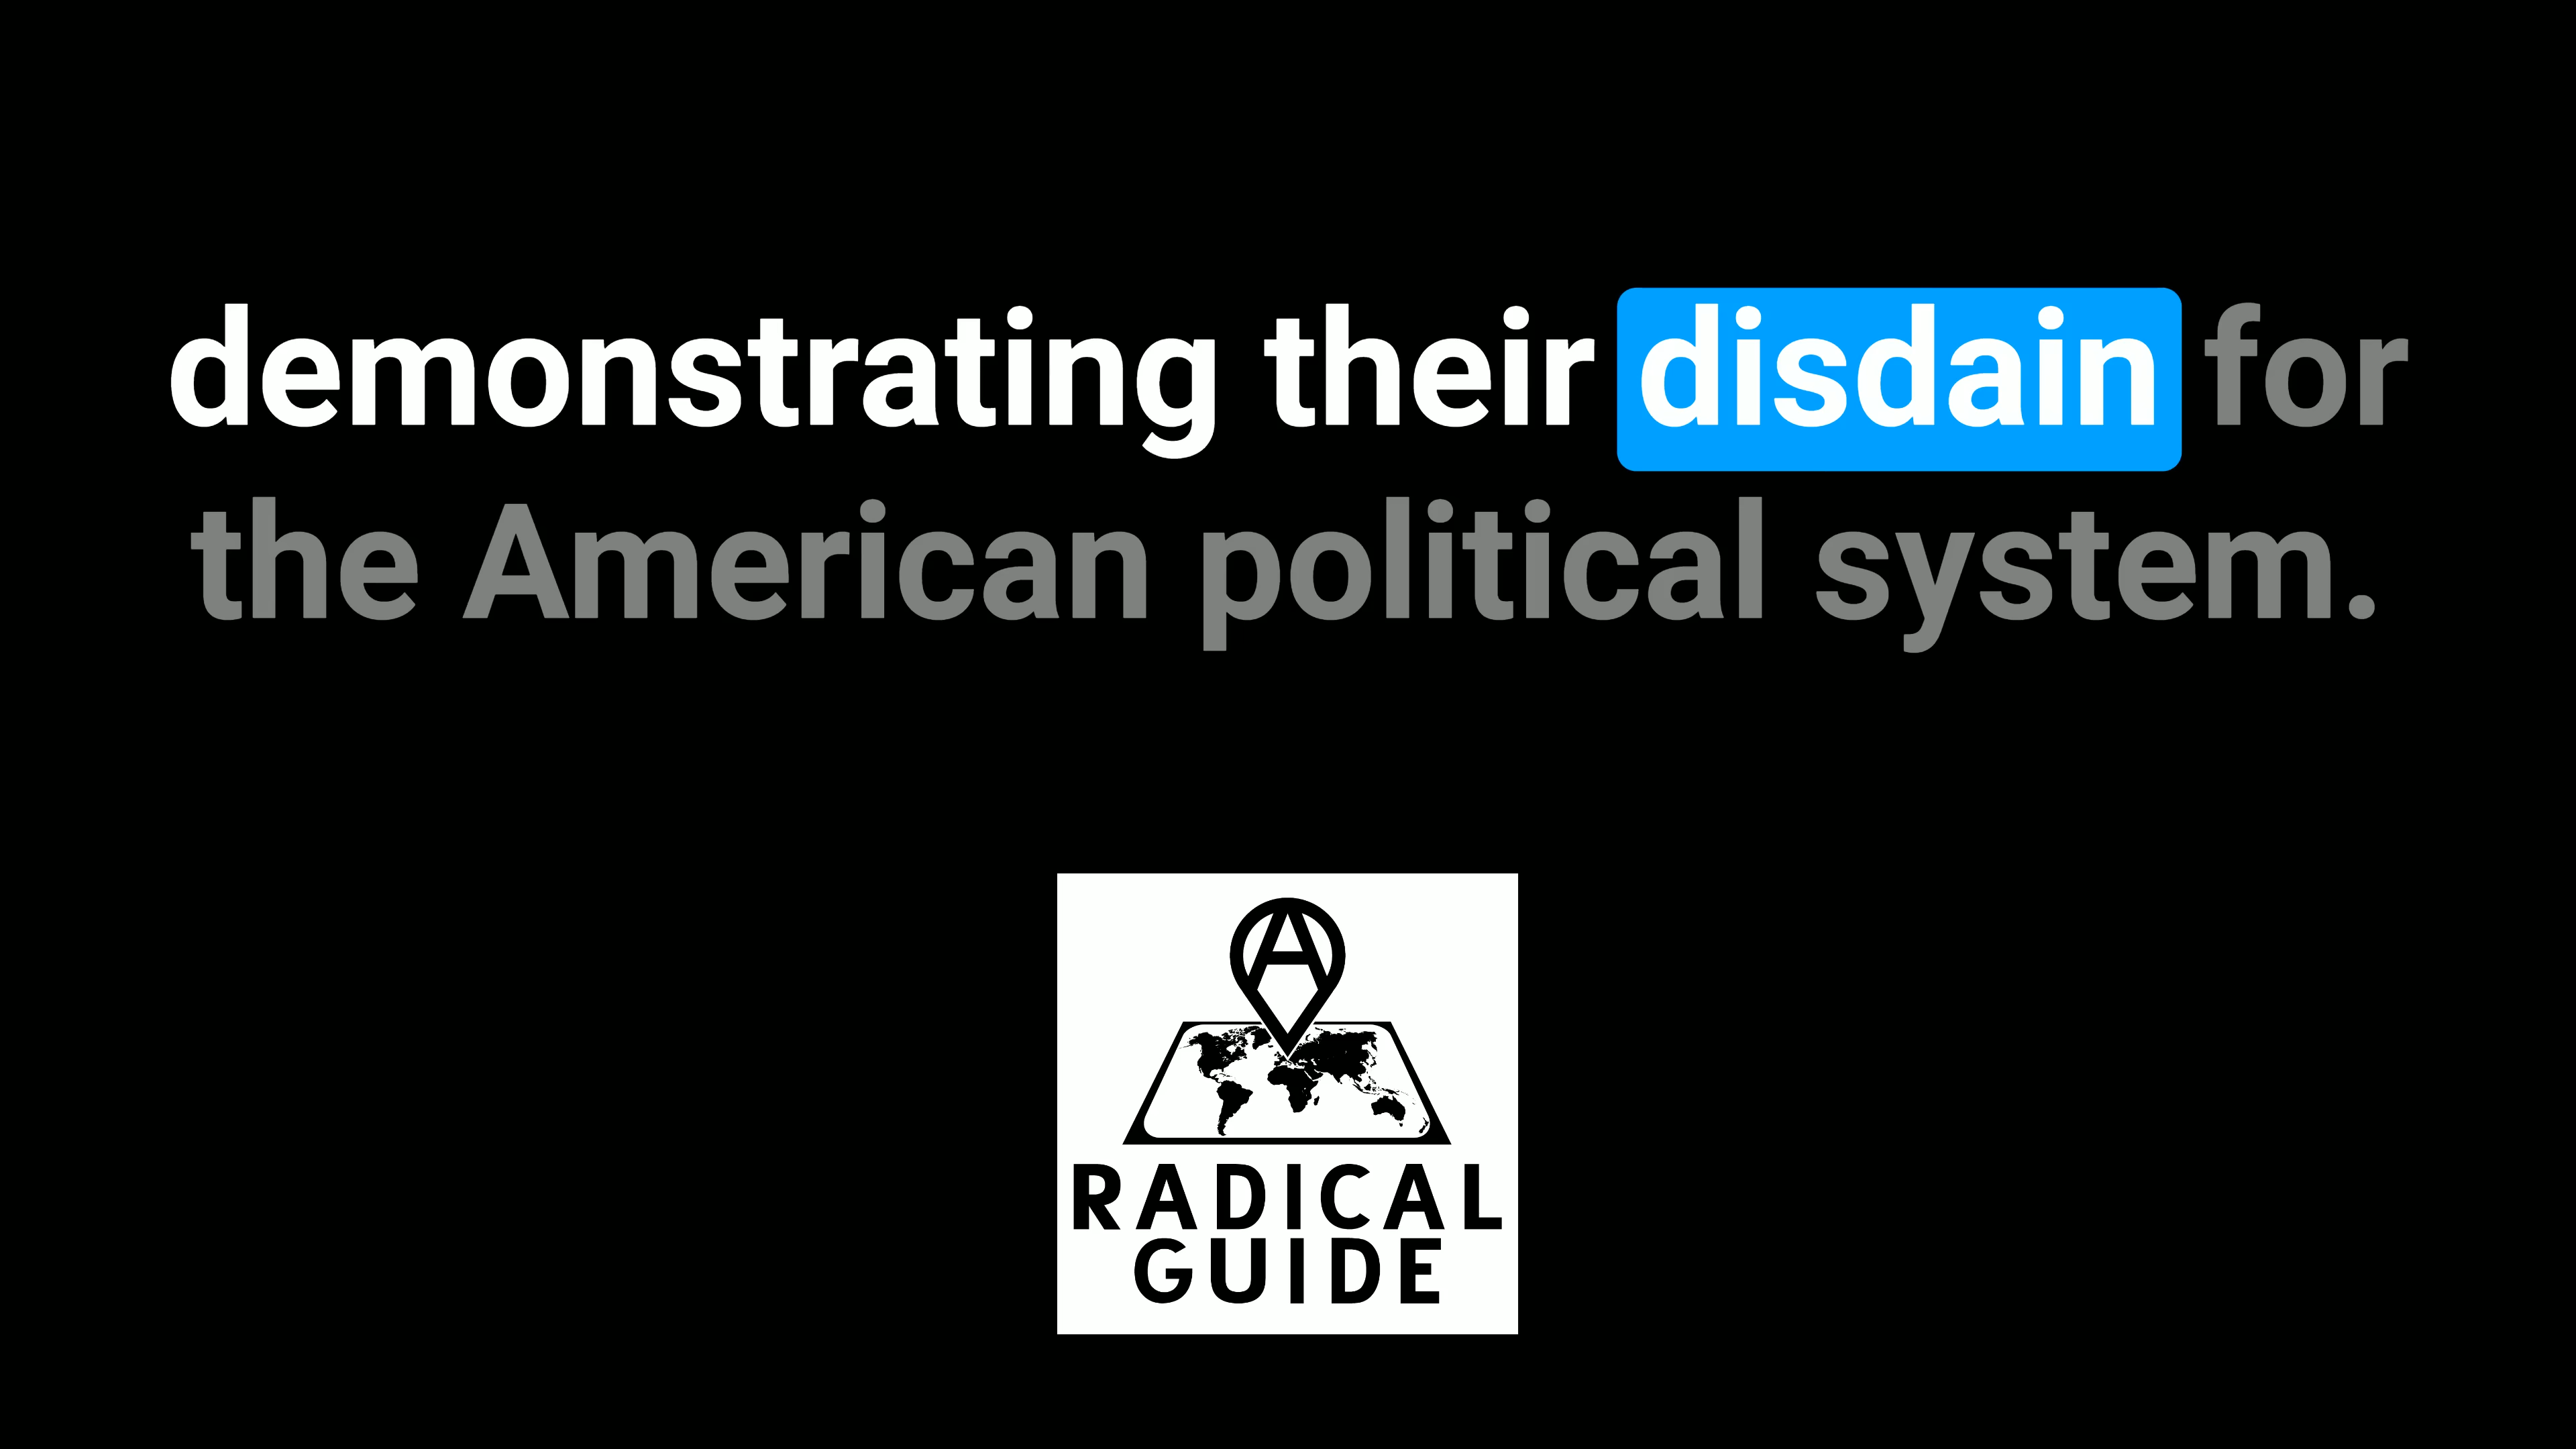 demonstrating their disdain for
the American political system.
A
RADICAL
GUIDE